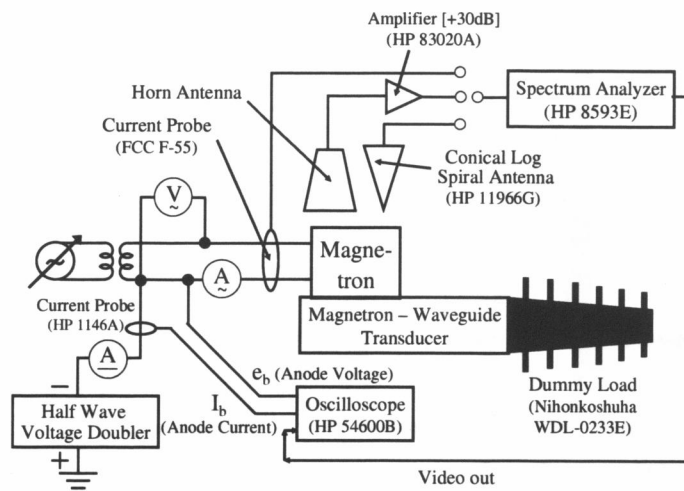 Amplifier [+30dB]
(HP 83020A)
Horn Antenna
Spectrum Analyzer
(HP 8593E)
Current Probe
(FCC F-55)
Conical Log
Spiral Antenna
(HP 11966G)
V
~
Magne-
tron
~
A
~
Current Probe
(HP 1146A)
Magnetron – Waveguide
Transducer
A
−
eb (Anode Voltage)
Dummy Load
(Nihonkoshuha
WDL-0233E)
Half Wave
Voltage Doubler
Ib
(Anode Current)
Oscilloscope
(HP 54600B)
+
Video out